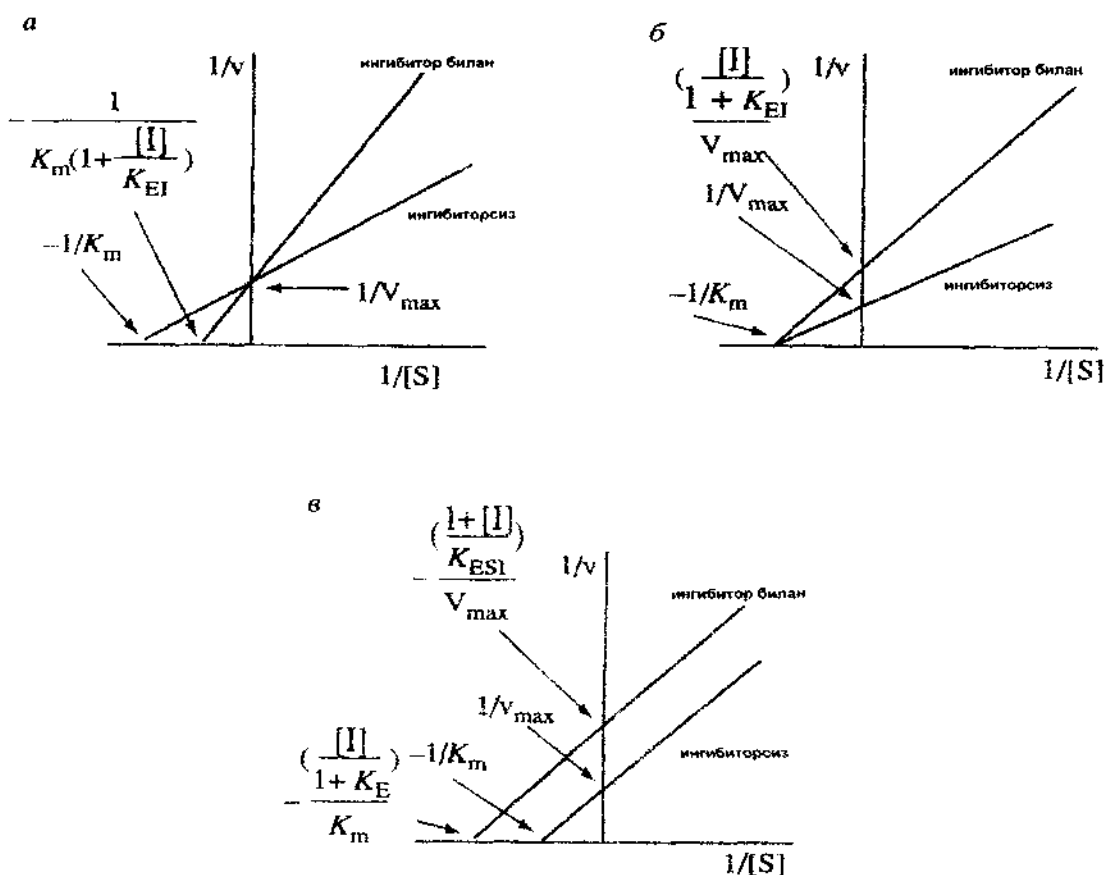 а
1/v
ингибитор билан
- 1
K_m(1+ [I]
K_EI )
ингибиторсиз
−1/K_m
1/V_max
1/[S]
б
( [I]
1 + K_EI )
V_max
1/v
ингибитор билан
1/V_max
ингибиторсиз
−1/K_m
1/[S]
в
( 1+ [I]
K_ESI )
- V_max
1/v
ингибитор билан
1/v_max
ингибиторсиз
( [I]
1 + K_E )
- K_m
−1/K_m
1/[S]